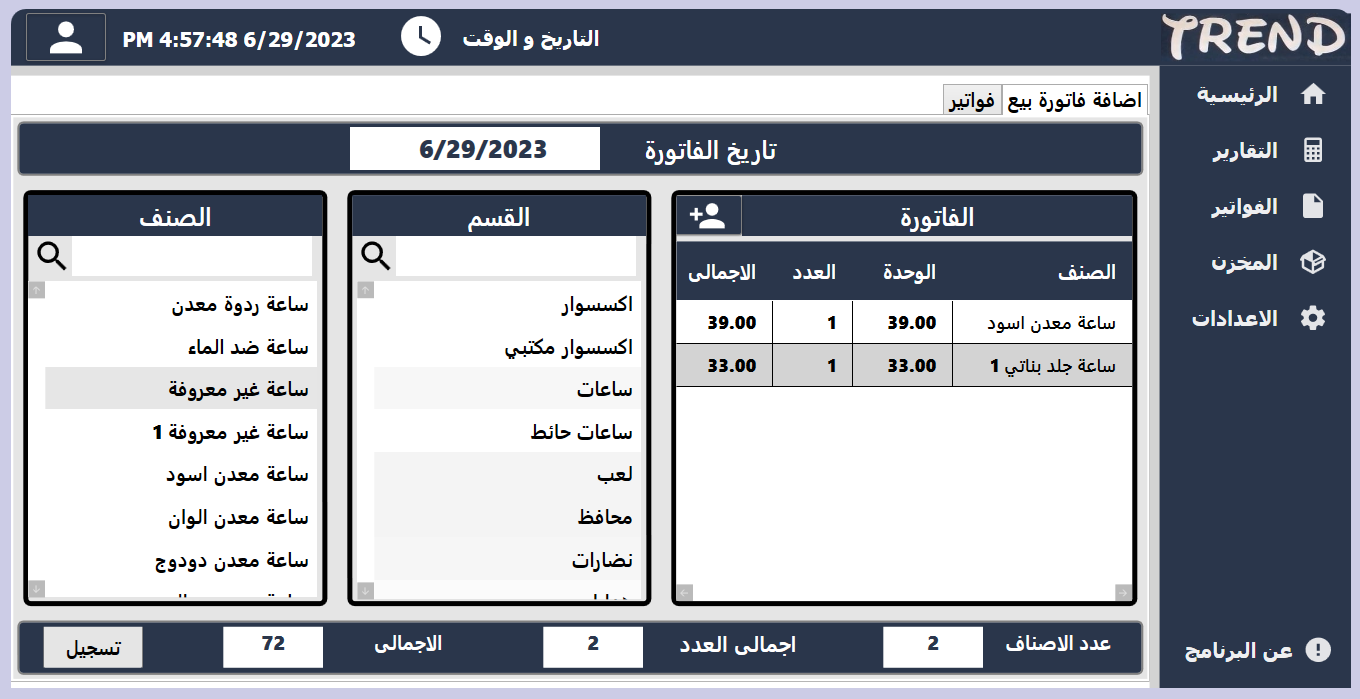 TREND
التاريخ و الوقت
PM 4:57:48 6/29/2023
الرئيسية
التقارير
الفواتير
المخزن
الاعدادات
عن البرنامج
اضافة فاتورة بيع
فواتير
تاريخ الفاتورة
6/29/2023
الفاتورة
الصنف الوحدة العدد الاجمالى
ساعة معدن اسود 39.00 1 39.00
ساعة جلد بناتي 1 33.00 1 33.00
القسم
اكسسوار
اكسسوار مكتبي
ساعات
ساعات حائط
لعب
محافظ
نضارات
الصنف
ساعة ردوة معدن
ساعة ضد الماء
ساعة غير معروفة
ساعة غير معروفة 1
ساعة معدن اسود
ساعة معدن الوان
ساعة معدن دودوج
عدد الاصناف 2
اجمالى العدد 2
الاجمالى 72
تسجيل